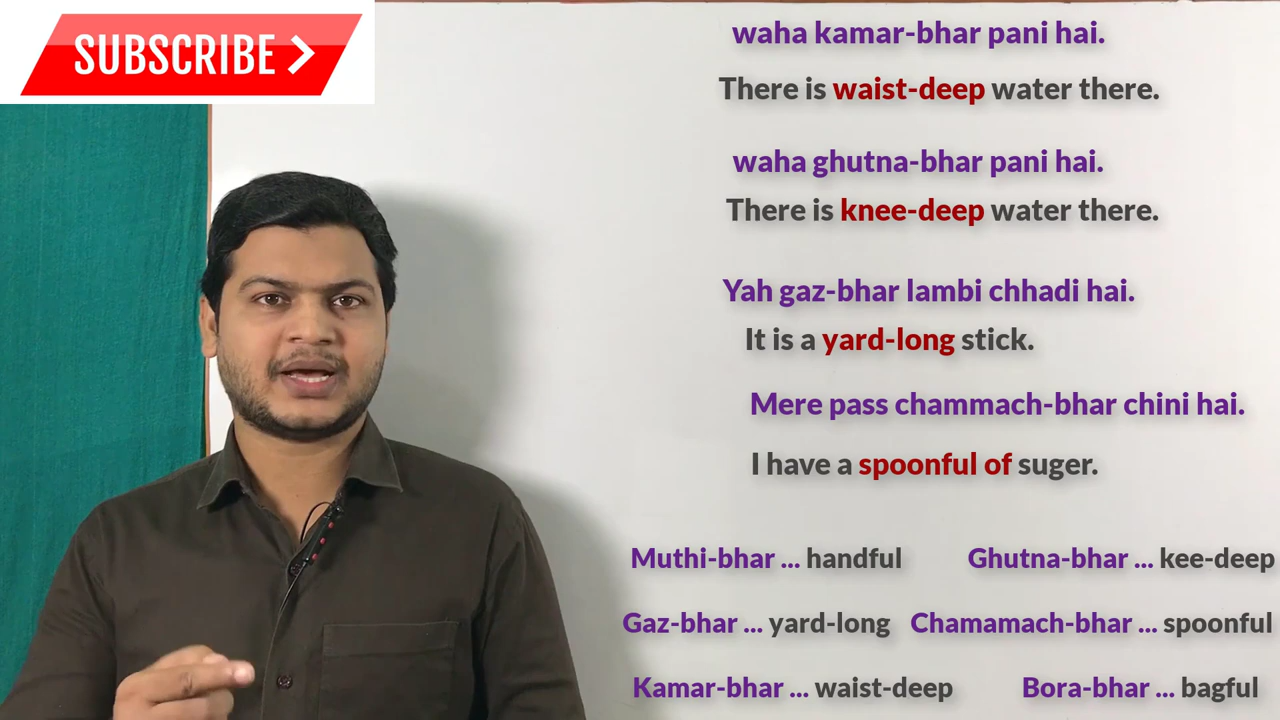 SUBSCRIBE
waha kamar-bhar pani hai.
There is waist-deep water there.
waha ghutna-bhar pani hai.
There is knee-deep water there.
Yah gaz-bhar lambi chhadi hai.
It is a yard-long stick.
Mere pass chammach-bhar chini hai.
I have a spoonful of suger.
Muthi-bhar ... handful Ghutna-bhar ... kee-deep
Gaz-bhar ... yard-long Chamamach-bhar ... spoonful
Kamar-bhar ... waist-deep Bora-bhar ... bagful